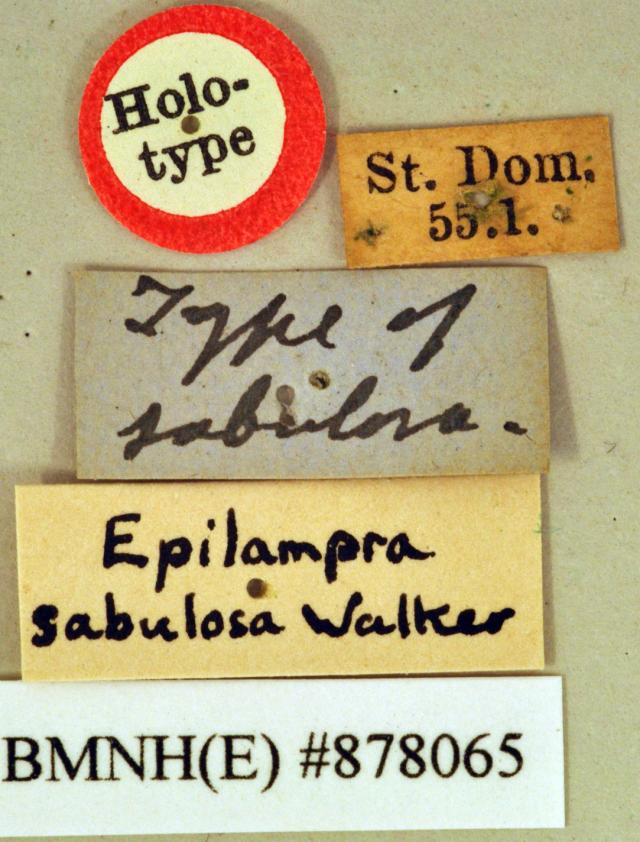 Holo-
type
St. Dom.
55.1.
Type of
sabulosa.
Epilampra
sabulosa Walker
BMNH(E) #878065